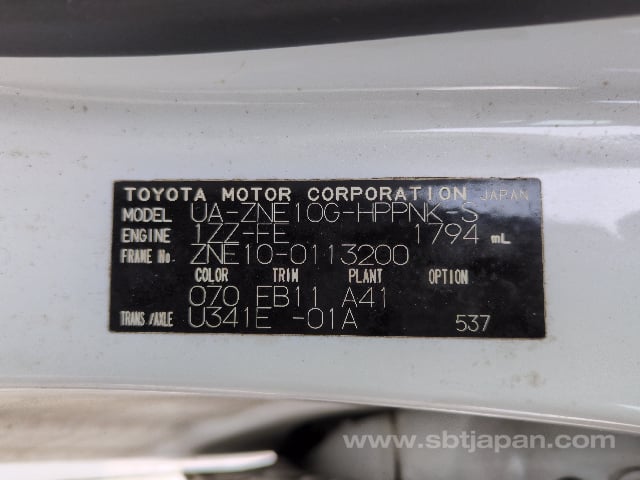 TOYOTA MOTOR CORPORATION JAPAN
MODEL UA-ZNE10G-HPPNK-S
ENGINE 1ZZ-FE 1794 mL
FRAME No. ZNE10-0113200
COLOR TRIM PLANT OPTION
070 EB11 A41
TRANS/AXLE U341E -01A 537
www.sbtjapan.com